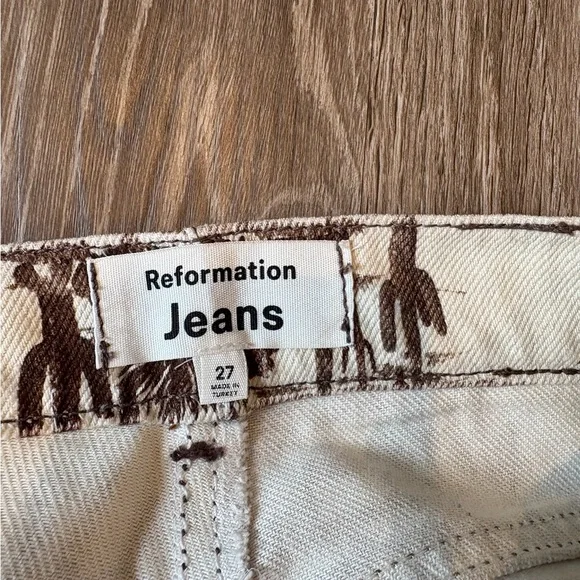 Reformation
Jeans
27
MADE IN
TURKEY